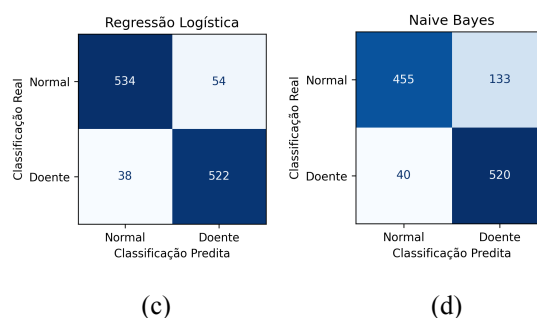 Regressão Logística
Classificação Real
Normal
534
54
Doente
38
522
Normal
Doente
Classificação Predita
(c)
Naive Bayes
Classificação Real
Normal
455
133
Doente
40
520
Normal
Doente
Classificação Predita
(d)